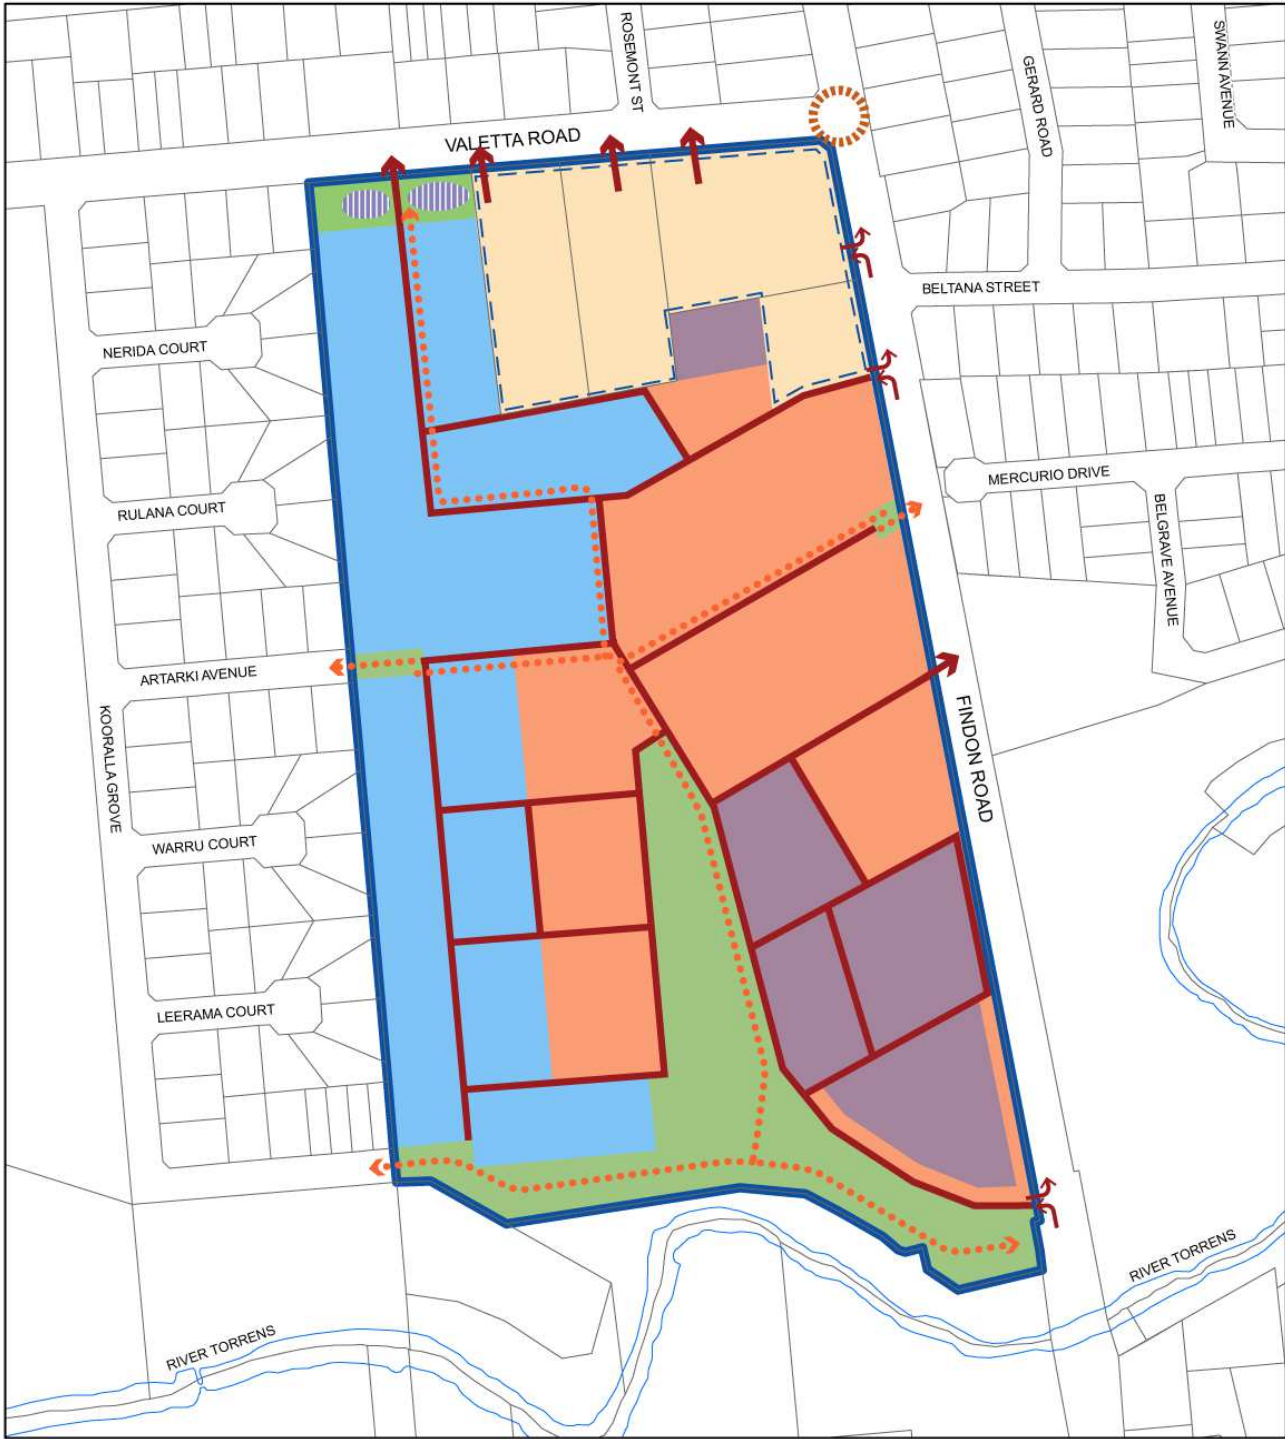 ROSEMONT ST
SWANN AVENUE
GERARD ROAD
VALETTA ROAD
BELTANA STREET
NERIDA COURT
MERCURIO DRIVE
RULANA COURT
BELGRAVE AVENUE
ARTARKI AVENUE
KOORALLA GROVE
FINDON ROAD
WARRU COURT
LEERAMA COURT
RIVER TORRENS
RIVER TORRENS